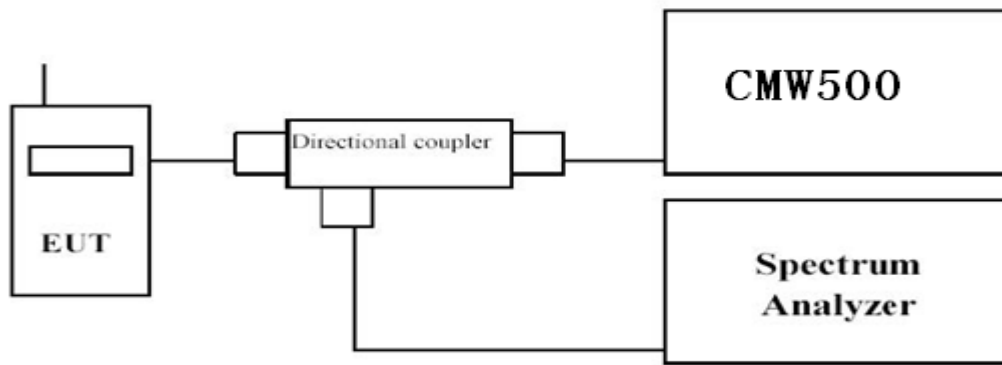 CMW500
Directional coupler
EUT
Spectrum
Analyzer